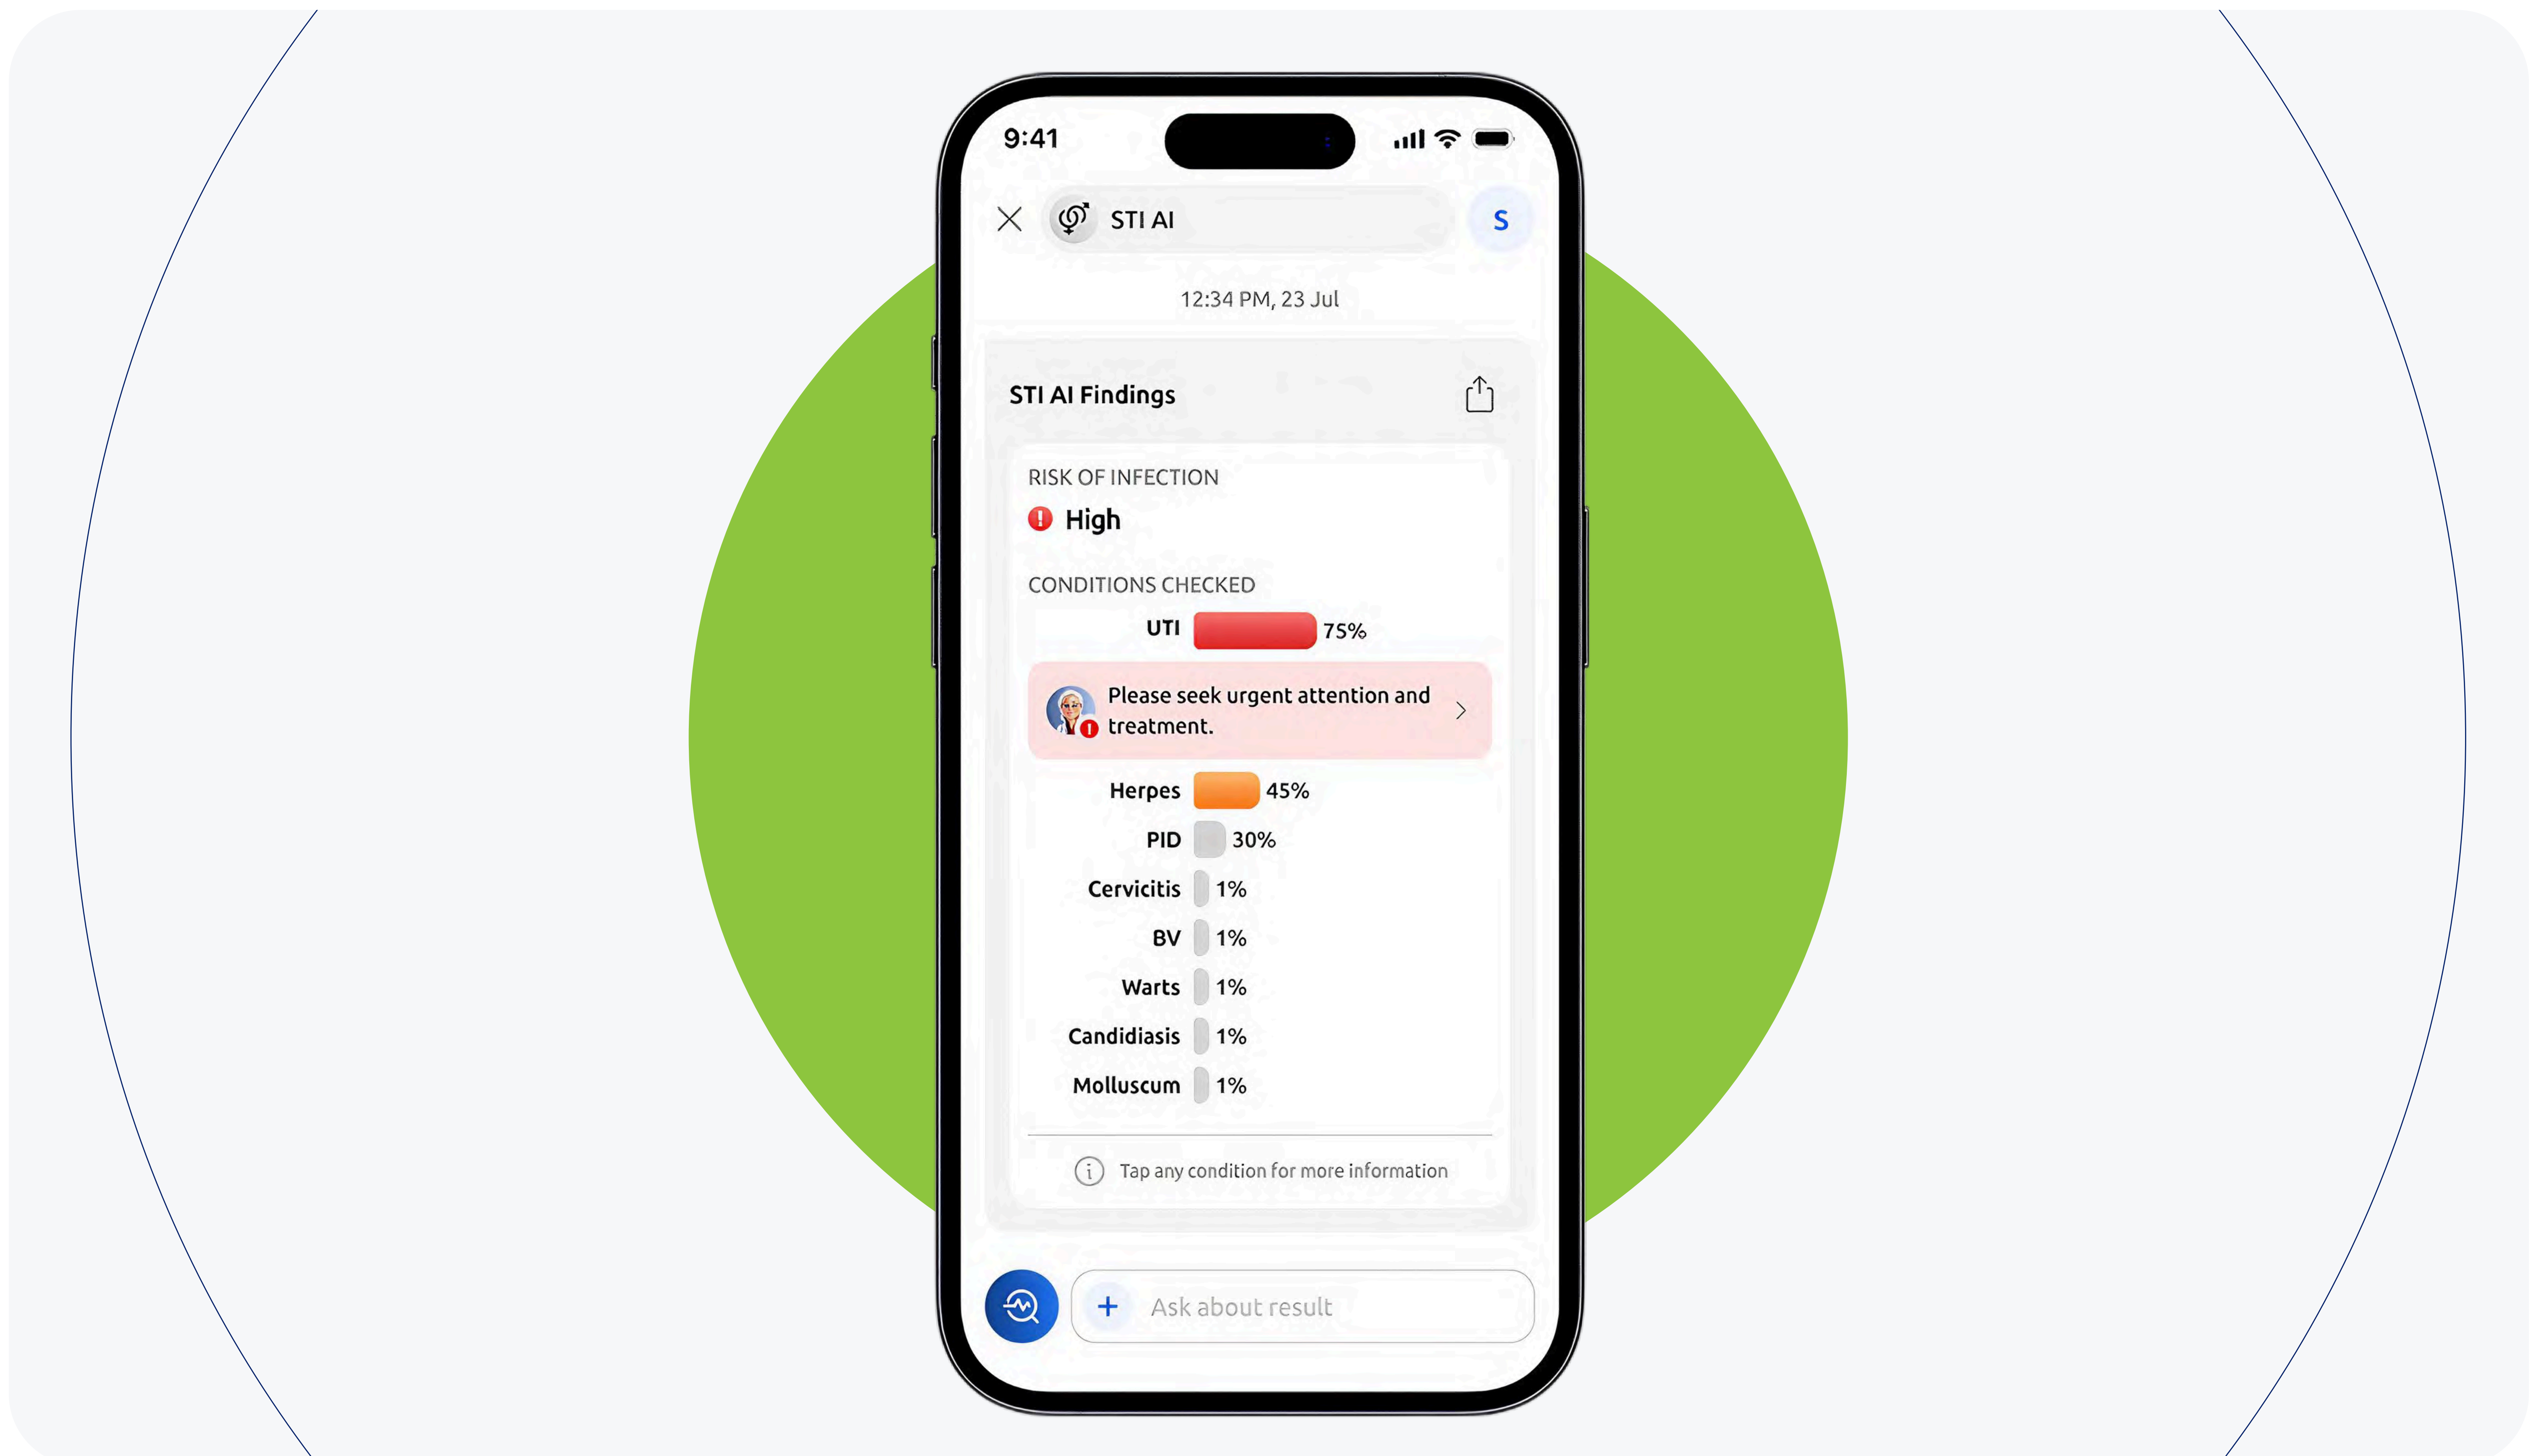 9:41
STI AI
S
12:34 PM, 23 Jul
STI AI Findings
RISK OF INFECTION
High
CONDITIONS CHECKED
UTI 75%
Please seek urgent attention and
treatment.
Herpes 45%
PID 30%
Cervicitis 1%
BV 1%
Warts 1%
Candidiasis 1%
Molluscum 1%
Tap any condition for more information
+ Ask about result